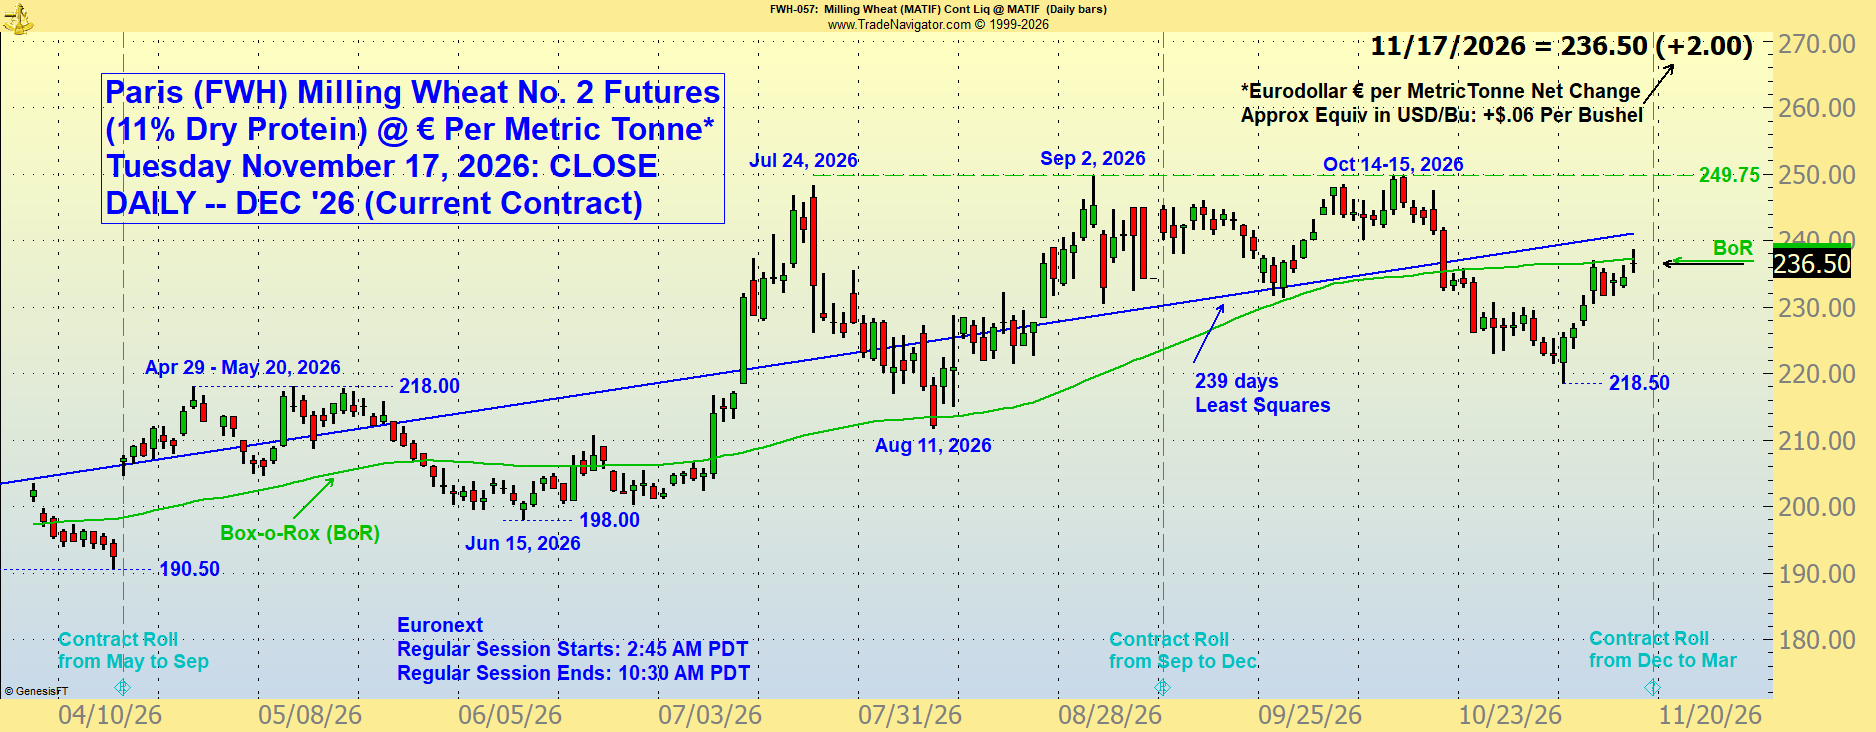 FWH-057: Milling Wheat (MATIF) Cont Liq @ MATIF (Daily bars)
www.TradeNavigator.com © 1999-2026
11/17/2026 = 236.50 (+2.00)
*Eurodollar € per MetricTonne Net Change
Approx Equiv in USD/Bu: +$.06 Per Bushel
Paris (FWH) Milling Wheat No. 2 Futures
(11% Dry Protein) @ € Per Metric Tonne*
Tuesday November 17, 2026: CLOSE
DAILY -- DEC '26 (Current Contract)
Jul 24, 2026
Sep 2, 2026
Oct 14-15, 2026
249.75
BoR
236.50
Apr 29 - May 20, 2026
218.00
239 days
Least Squares
218.50
Aug 11, 2026
Box-o-Rox (BoR)
198.00
Jun 15, 2026
190.50
Euronext
Regular Session Starts: 2:45 AM PDT
Regular Session Ends: 10:30 AM PDT
Contract Roll
from May to Sep
R
Contract Roll
from Sep to Dec
R
Contract Roll
from Dec to Mar
?
© GenesisFT
270.00
260.00
250.00
240.00
230.00
220.00
210.00
200.00
190.00
180.00
04/10/26
05/08/26
06/05/26
07/03/26
07/31/26
08/28/26
09/25/26
10/23/26
11/20/26